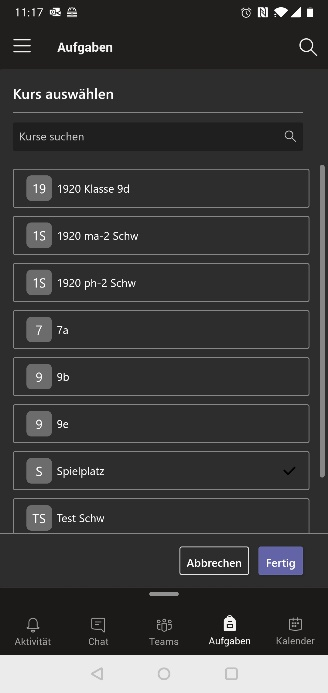 11:17
Aufgaben
Kurs auswählen
Kurse suchen
19 1920 Klasse 9d
1S 1920 ma-2 Schw
1S 1920 ph-2 Schw
7 7a
9 9b
9 9e
S Spielplatz
TS Test Schw
Abbrechen Fertig
Aktivität Chat Teams Aufgaben Kalender